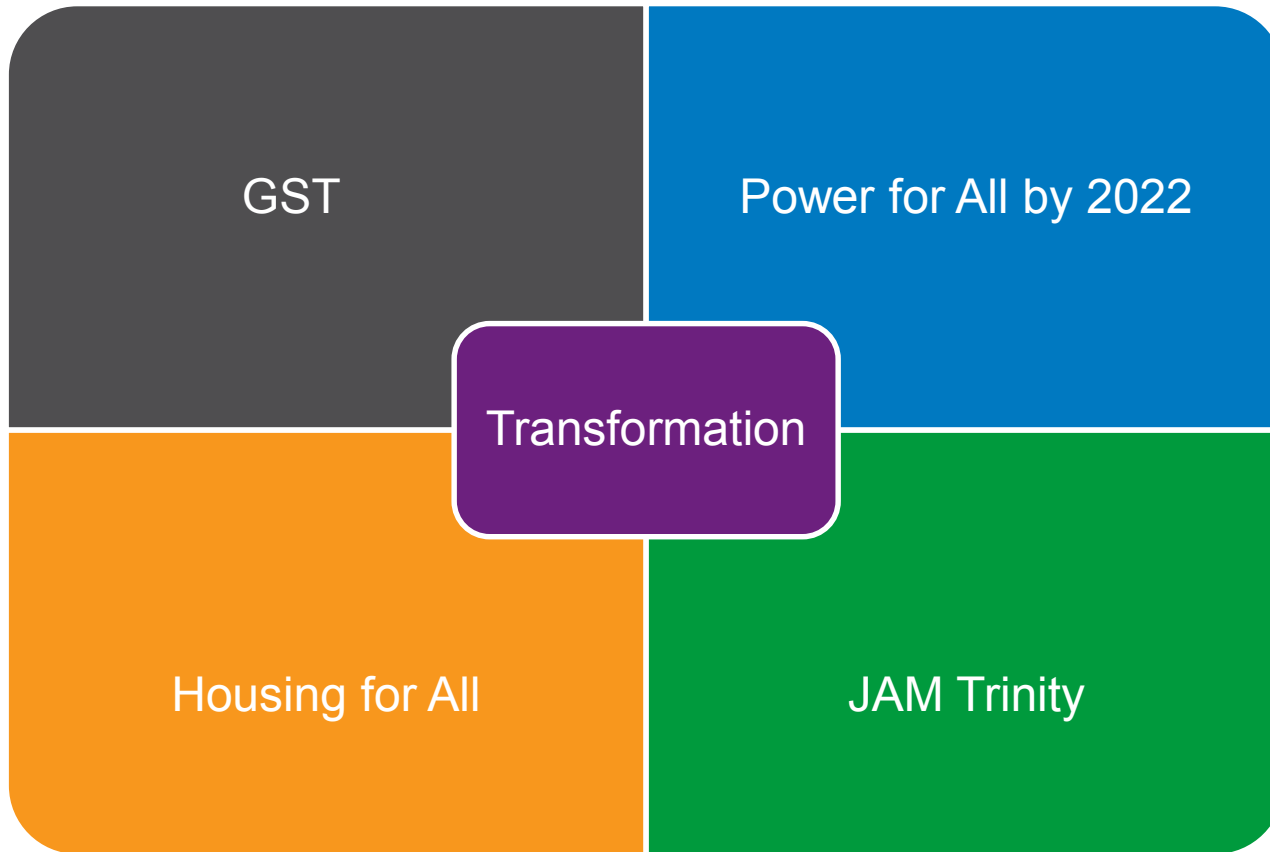 GST
Power for All by 2022
Transformation
Housing for All
JAM Trinity